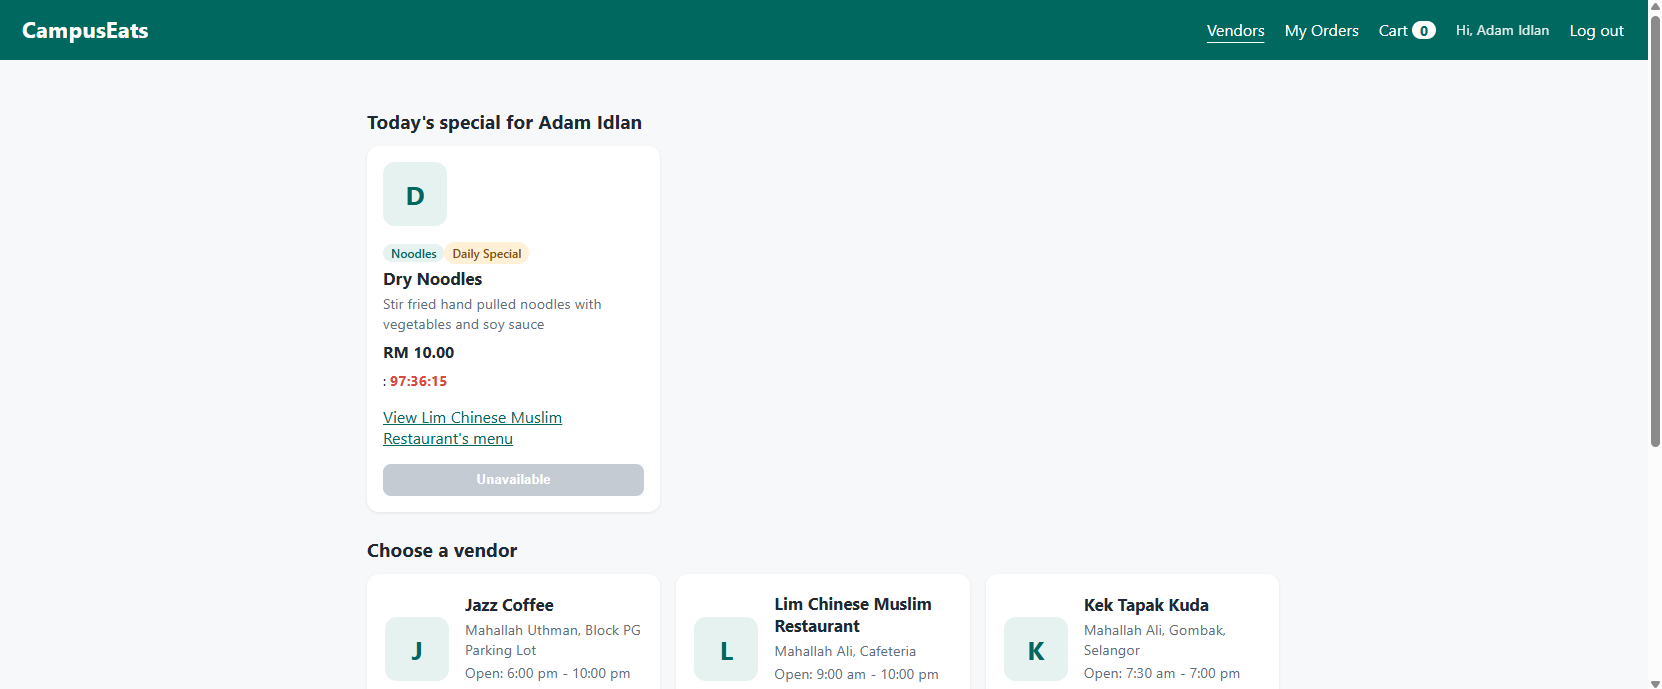 CampusEats
Vendors My Orders Cart 0 Hi, Adam Idlan Log out
Today's special for Adam Idlan
D
Noodles Daily Special
Dry Noodles
Stir fried hand pulled noodles with
vegetables and soy sauce
RM 10.00
: 97:36:15
View Lim Chinese Muslim
Restaurant's menu
Unavailable
Choose a vendor
J
Jazz Coffee
Mahallah Uthman, Block PG
Parking Lot
Open: 6:00 pm - 10:00 pm
L
Lim Chinese Muslim
Restaurant
Mahallah Ali, Cafeteria
Open: 9:00 am - 10:00 pm
K
Kek Tapak Kuda
Mahallah Ali, Gombak,
Selangor
Open: 7:30 am - 7:00 pm